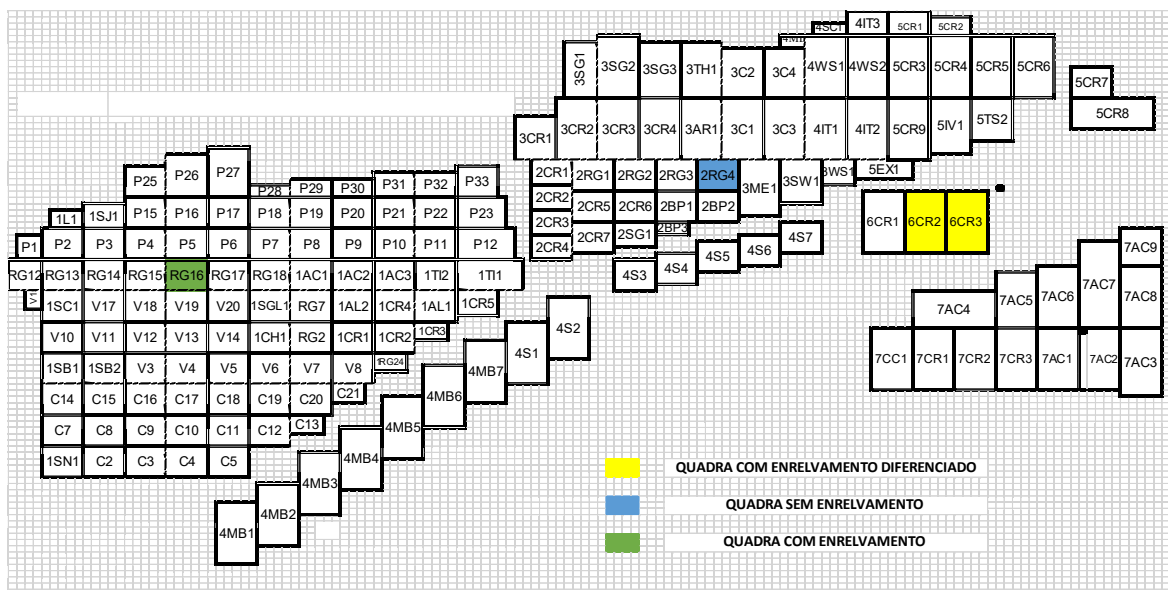 4SC1 4IT3 5CR1 5CR2
3SG1 3SG2 3SG3 3TH1 3C2 3C4 4WS1 4WS2 5CR3 5CR4 5CR5 5CR6
5CR7
5CR8
3CR1 3CR2 3CR3 3CR4 3AR1 3C1 3C3 4IT1 4IT2 5CR9 5IV1 5TS2
P25 P26 P27 P28 P29 P30 P31 P32 P33
2CR1 2RG1 2RG2 2RG3 2RG4 3ME1 3SW1 3WS1 5EX1
2CR2
2CR5 2CR6 2BP1 2BP2
2CR3
2CR7 2SG1 2BP3
2CR4
6CR1 6CR2 6CR3
4S3 4S4 4S5 4S6 4S7
1L1 1SJ1 P15 P16 P17 P18 P19 P20 P21 P22 P23
P1 P2 P3 P4 P5 P6 P7 P8 P9 P10 P11 P12
RG12 RG13 RG14 RG15 RG16 RG17 RG18 1AC1 1AC2 1AC3 1TI2 1TI1
1SC1 V17 V18 V19 V20 1SGL1 RG7 1AL2 1CR4 1AL1 1CR5
V10 V11 V12 V13 V14 1CH1 RG2 1CR1 1CR2 1CR3
1SB1 1SB2 V3 V4 V5 V6 V7 V8 1RG24
C14 C15 C16 C17 C18 C19 C20 C21
C7 C8 C9 C10 C11 C12 C13
1SN1 C2 C3 C4 C5
4MB1 4MB2 4MB3 4MB4 4MB5 4MB6 4MB7 4S1 4S2
7AC4 7AC5 7AC6 7AC7 7AC8 7AC9
7CC1 7CR1 7CR2 7CR3 7AC1 7AC2 7AC3
QUADRA COM ENRELVAMENTO DIFERENCIADO
QUADRA SEM ENRELVAMENTO
QUADRA COM ENRELVAMENTO